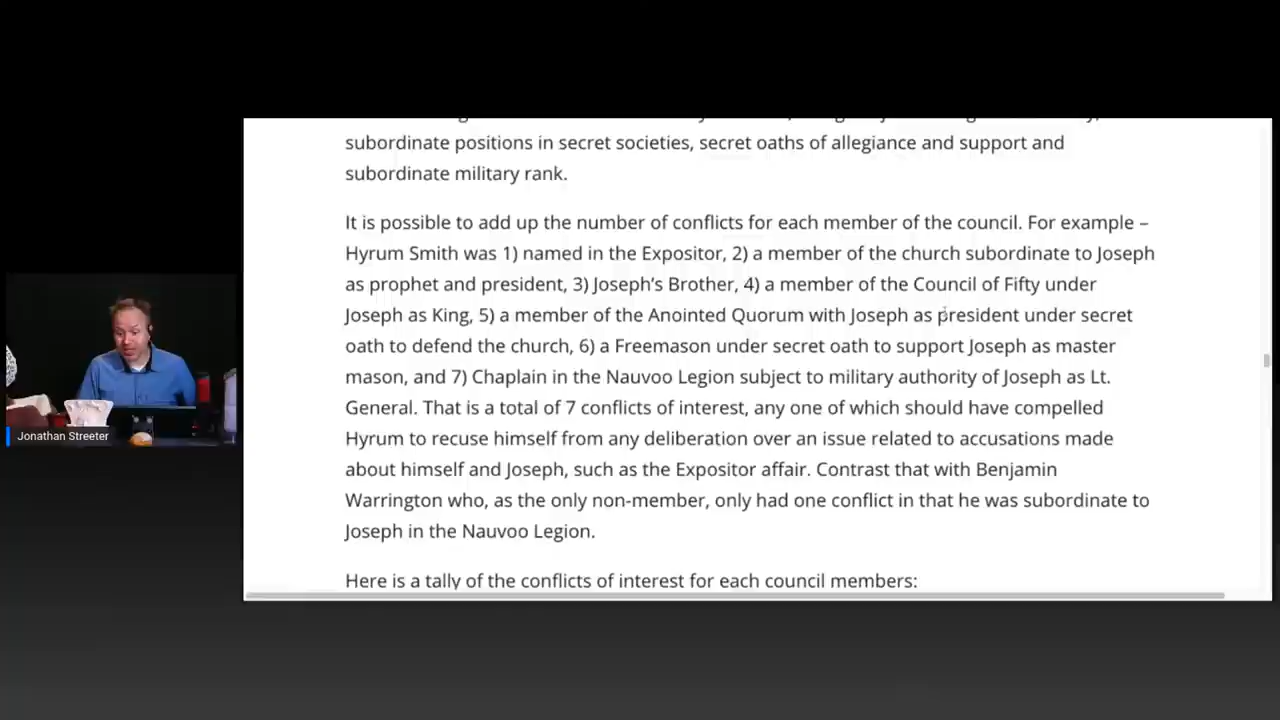 subordinate positions in secret societies, secret oaths of allegiance and support and
subordinate military rank.
It is possible to add up the number of conflicts for each member of the council. For example –
Hyrum Smith was 1) named in the Expositor, 2) a member of the church subordinate to Joseph
as prophet and president, 3) Joseph's Brother, 4) a member of the Council of Fifty under
Joseph as King, 5) a member of the Anointed Quorum with Joseph as president under secret
oath to defend the church, 6) a Freemason under secret oath to support Joseph as master
mason, and 7) Chaplain in the Nauvoo Legion subject to military authority of Joseph as Lt.
General. That is a total of 7 conflicts of interest, any one of which should have compelled
Hyrum to recuse himself from any deliberation over an issue related to accusations made
about himself and Joseph, such as the Expositor affair. Contrast that with Benjamin
Warrington who, as the only non-member, only had one conflict in that he was subordinate to
Joseph in the Nauvoo Legion.
Here is a tally of the conflicts of interest for each council members:
Jonathan Streeter